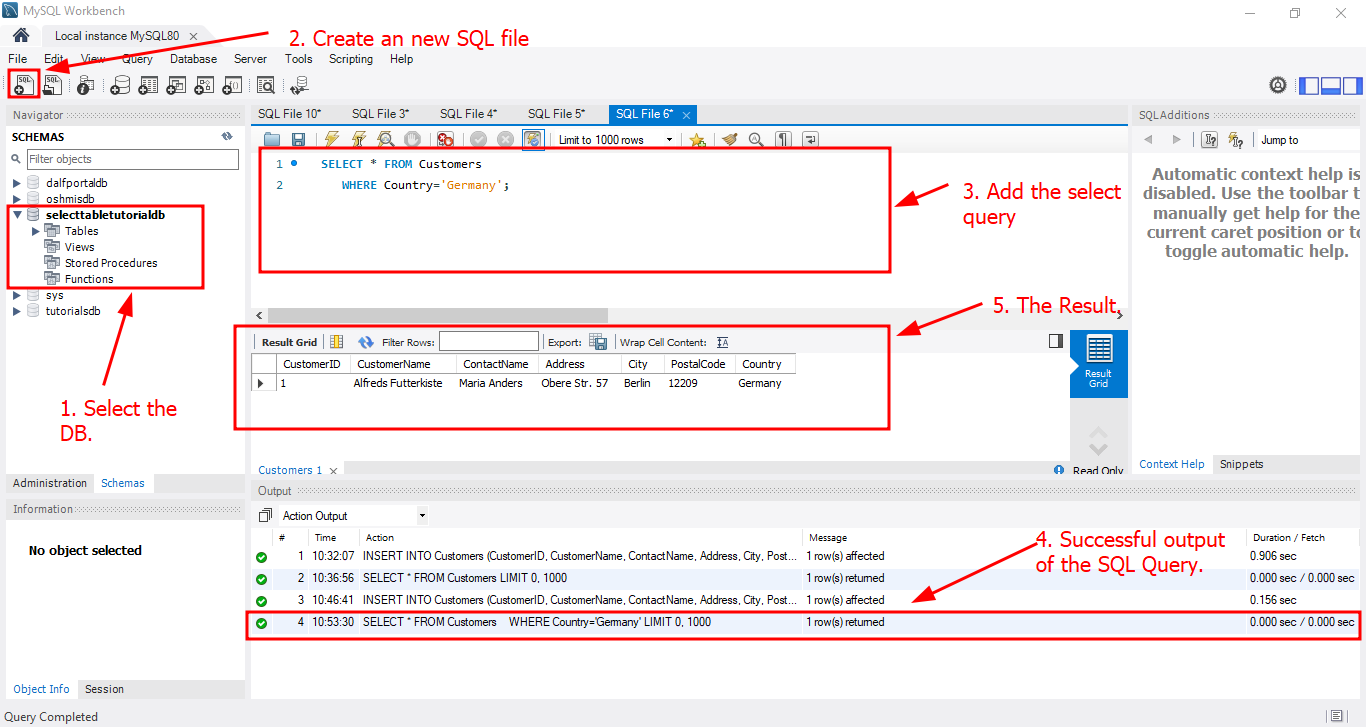 MySQL Workbench
Local instance MySQL80
2. Create an new SQL file
File Edit View Query Database Server Tools Scripting Help
Navigator
SCHEMAS
Filter objects
dalfportaldb
oshmisdb
selecttabletutorialdb
Tables
Views
Stored Procedures
Functions
sys
tutorialsdb
1. Select the
DB.
Administration Schemas
Information
No object selected
Object Info Session
SQL File 10* SQL File 3* SQL File 4* SQL File 5* SQL File 6*
Limit to 1000 rows
1 SELECT * FROM Customers
2 WHERE Country='Germany';
3. Add the select
query
5. The Result,
Result Grid Filter Rows: Export: Wrap Cell Content:
CustomerID CustomerName ContactName Address City PostalCode Country
1 Alfreds Futterkiste Maria Anders Obere Str. 57 Berlin 12209 Germany
Result
Grid
Customers 1
Read Only
SQLAdditions
Jump to
Automatic context help is
disabled. Use the toolbar t
manually get help for the
current caret position or to
toggle automatic help.
Context Help Snippets
Output
Action Output
# Time Action Message Duration / Fetch
1 10:32:07 INSERT INTO Customers (CustomerID, CustomerName, ContactName, Address, City, Post... 1 row(s) affected 0.906 sec
2 10:36:56 SELECT * FROM Customers LIMIT 0, 1000 1 row(s) returned 0.000 sec / 0.000 sec
3 10:46:41 INSERT INTO Customers (CustomerID, CustomerName, ContactName, Address, City, Post... 1 row(s) affected 0.156 sec
4 10:53:30 SELECT * FROM Customers WHERE Country='Germany' LIMIT 0, 1000 1 row(s) returned 0.000 sec / 0.000 sec
4. Successful output
of the SQL Query.
Query Completed